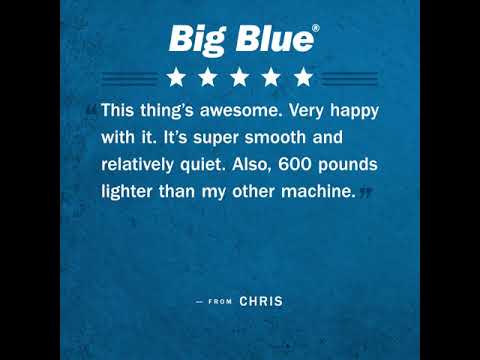 Big Blue®
“This thing’s awesome. Very happy
with it. It’s super smooth and
relatively quiet. Also, 600 pounds
lighter than my other machine.”
— FROM CHRIS